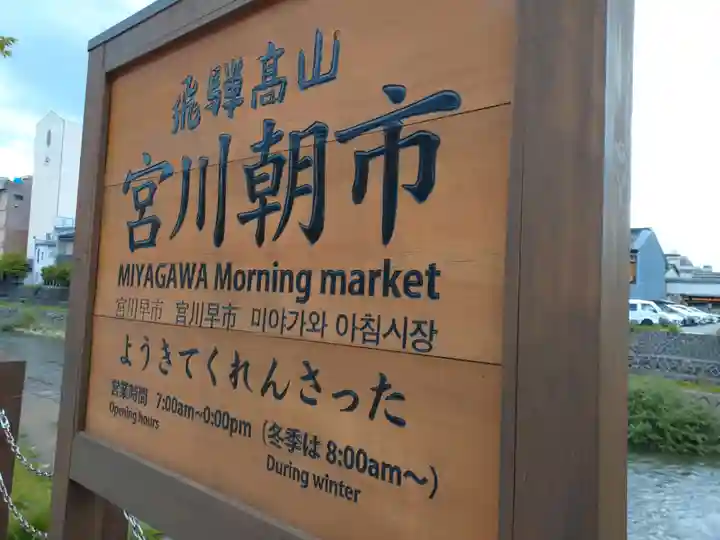 飛騨高山
宮川朝市
MIYAGAWA Morning market
宮川早市 宫川早市 미야가와 아침시장
ようきてくれんさった
営業時間 7:00am~0:00pm (冬季は 8:00am~)
Opening hours During winter